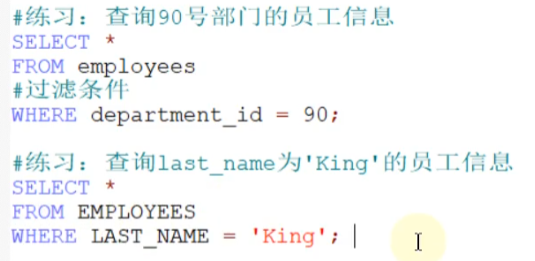 #练习：查询90号部门的员工信息
SELECT *
FROM employees
#过滤条件
WHERE department_id = 90;
#练习：查询last_name为'King'的员工信息
SELECT *
FROM EMPLOYEES
WHERE LAST_NAME = 'King';